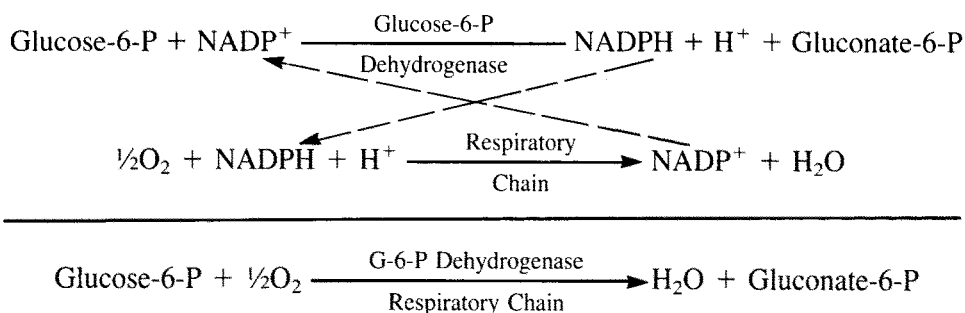 Glucose-6-P
Glucose-6-P + NADP⁺ NADPH + H⁺ + Gluconate-6-P
Dehydrogenase
Respiratory
½O₂ + NADPH + H⁺ NADP⁺ + H₂O
Chain
G-6-P Dehydrogenase
Glucose-6-P + ½O₂ H₂O + Gluconate-6-P
Respiratory Chain